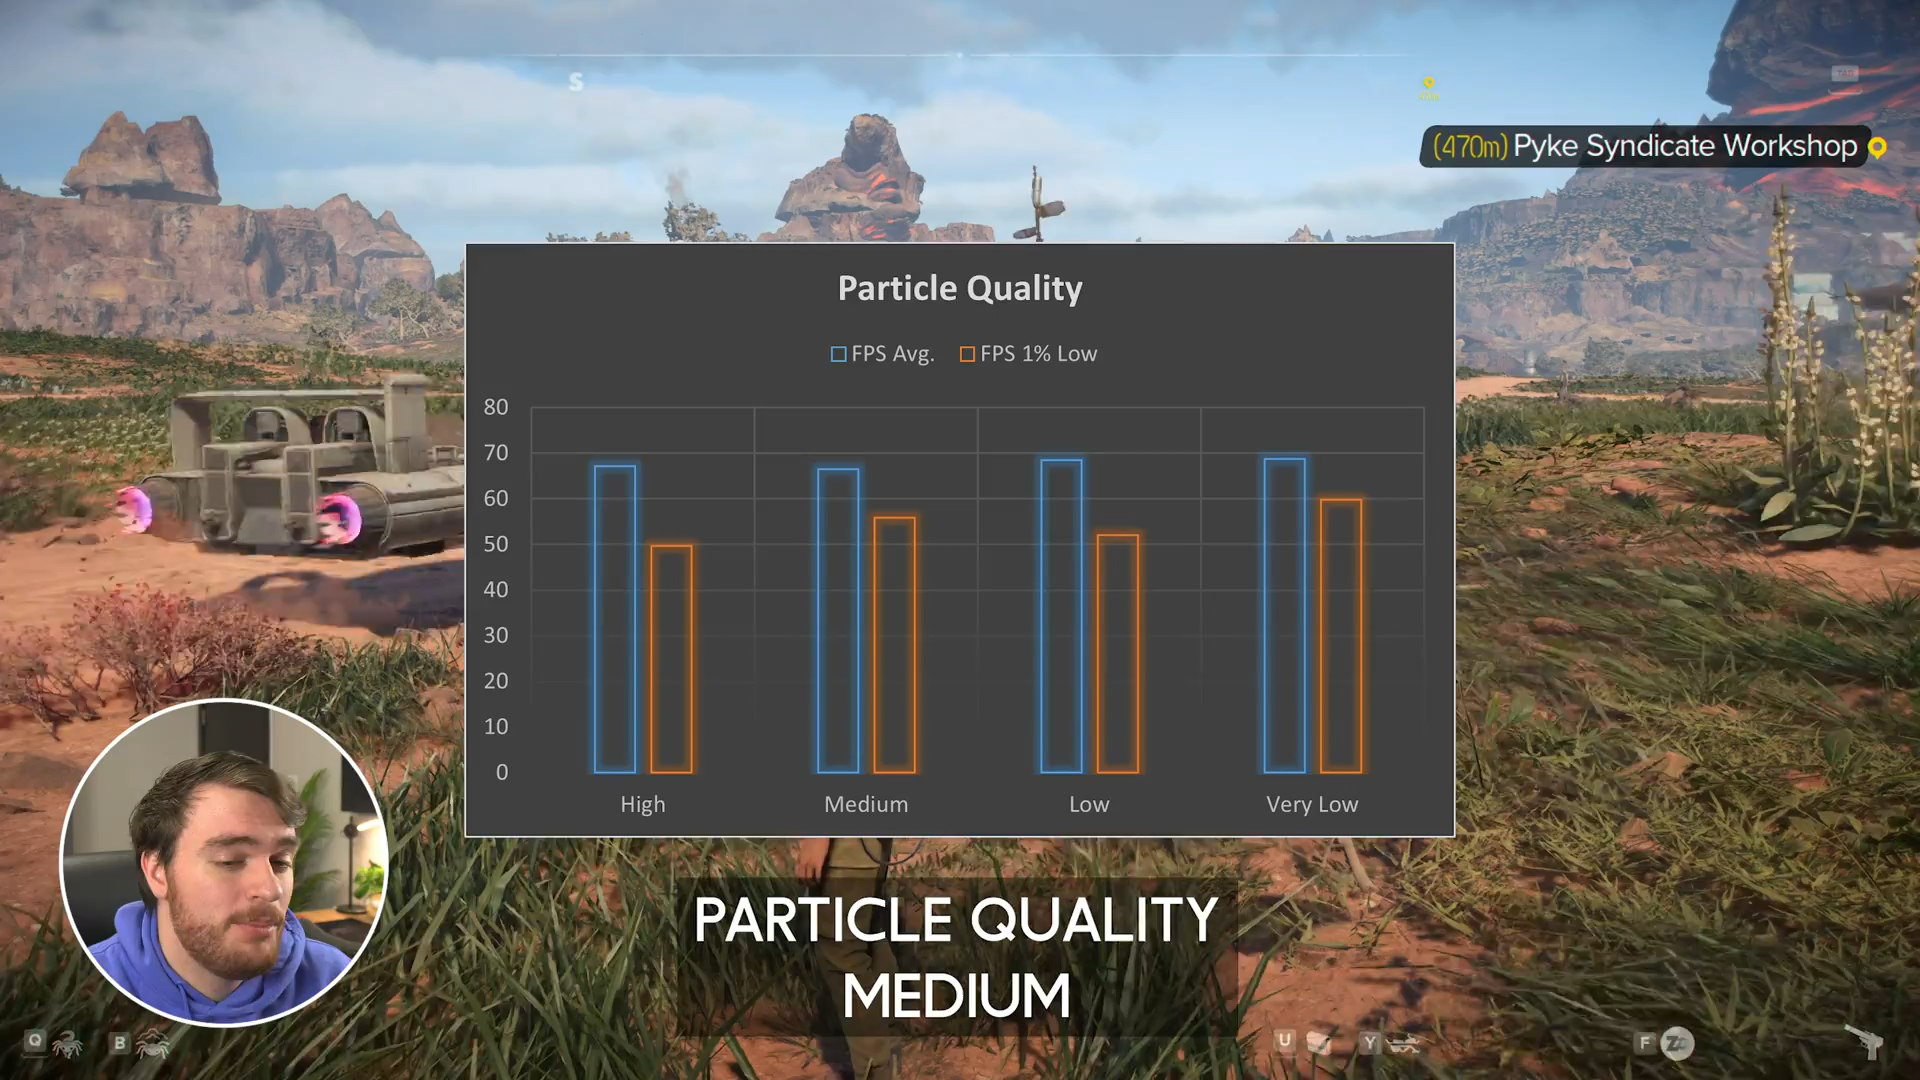 S
TAB
(470m) Pyke Syndicate Workshop
Particle Quality
FPS Avg. FPS 1% Low
80
70
60
50
40
30
20
10
0
High Medium Low Very Low
PARTICLE QUALITY
MEDIUM
Q B U Y F